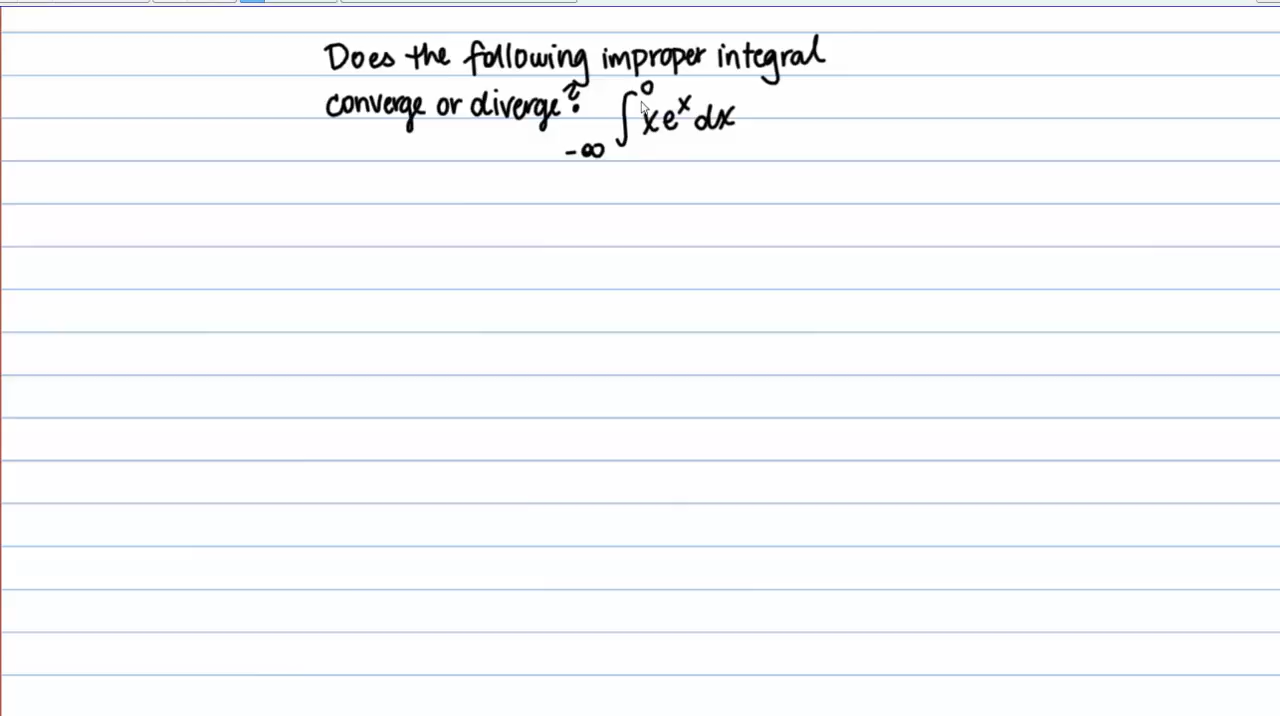 Does the following improper integral
converge or diverge? ∫_{-∞}^{0} xe^x dx